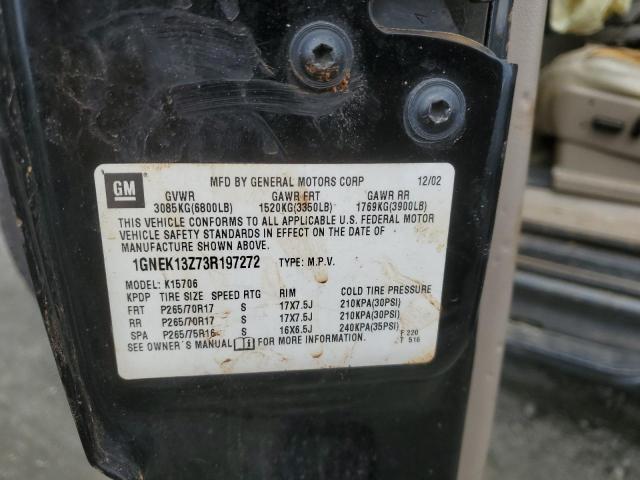 GM
MFD BY GENERAL MOTORS CORP 12/02
GVWR GAWR FRT GAWR RR
3085KG(6800LB) 1520KG(3350LB) 1769KG(3900LB)
THIS VEHICLE CONFORMS TO ALL APPLICABLE U.S. FEDERAL MOTOR
VEHICLE SAFETY STANDARDS IN EFFECT ON THE DATE OF
MANUFACTURE SHOWN ABOVE.
1GNEK13Z73R197272 TYPE: M.P.V.
MODEL: K15706
KPDP TIRE SIZE SPEED RTG RIM COLD TIRE PRESSURE
FRT P265/70R17 S 17X7.5J 210KPA(30PSI)
RR P265/70R17 S 17X7.5J 210KPA(30PSI)
SPA P265/75R16 S 16X6.5J 240KPA(35PSI)
SEE OWNER'S MANUAL FOR MORE INFORMATION.
F 220
T 516